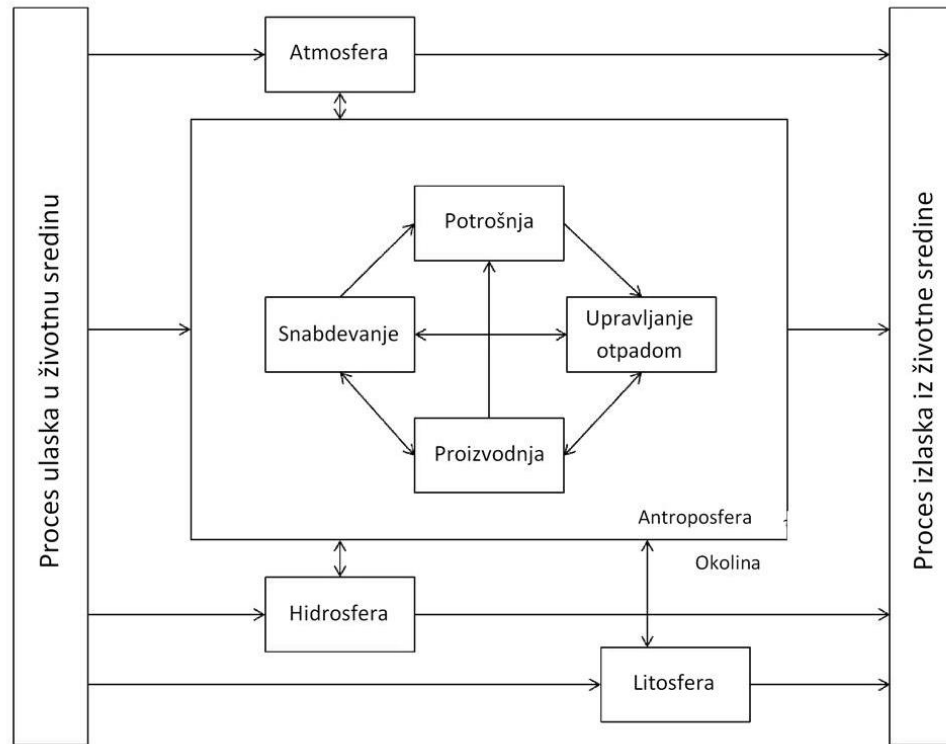 Proces ulaska u životnu sredinu
Atmosfera
Potrošnja
Snabdevanje
Upravljanje
otpadom
Proizvodnja
Antroposfera
Okolina
Hidrosfera
Litosfera
Proces izlaska iz životne sredine